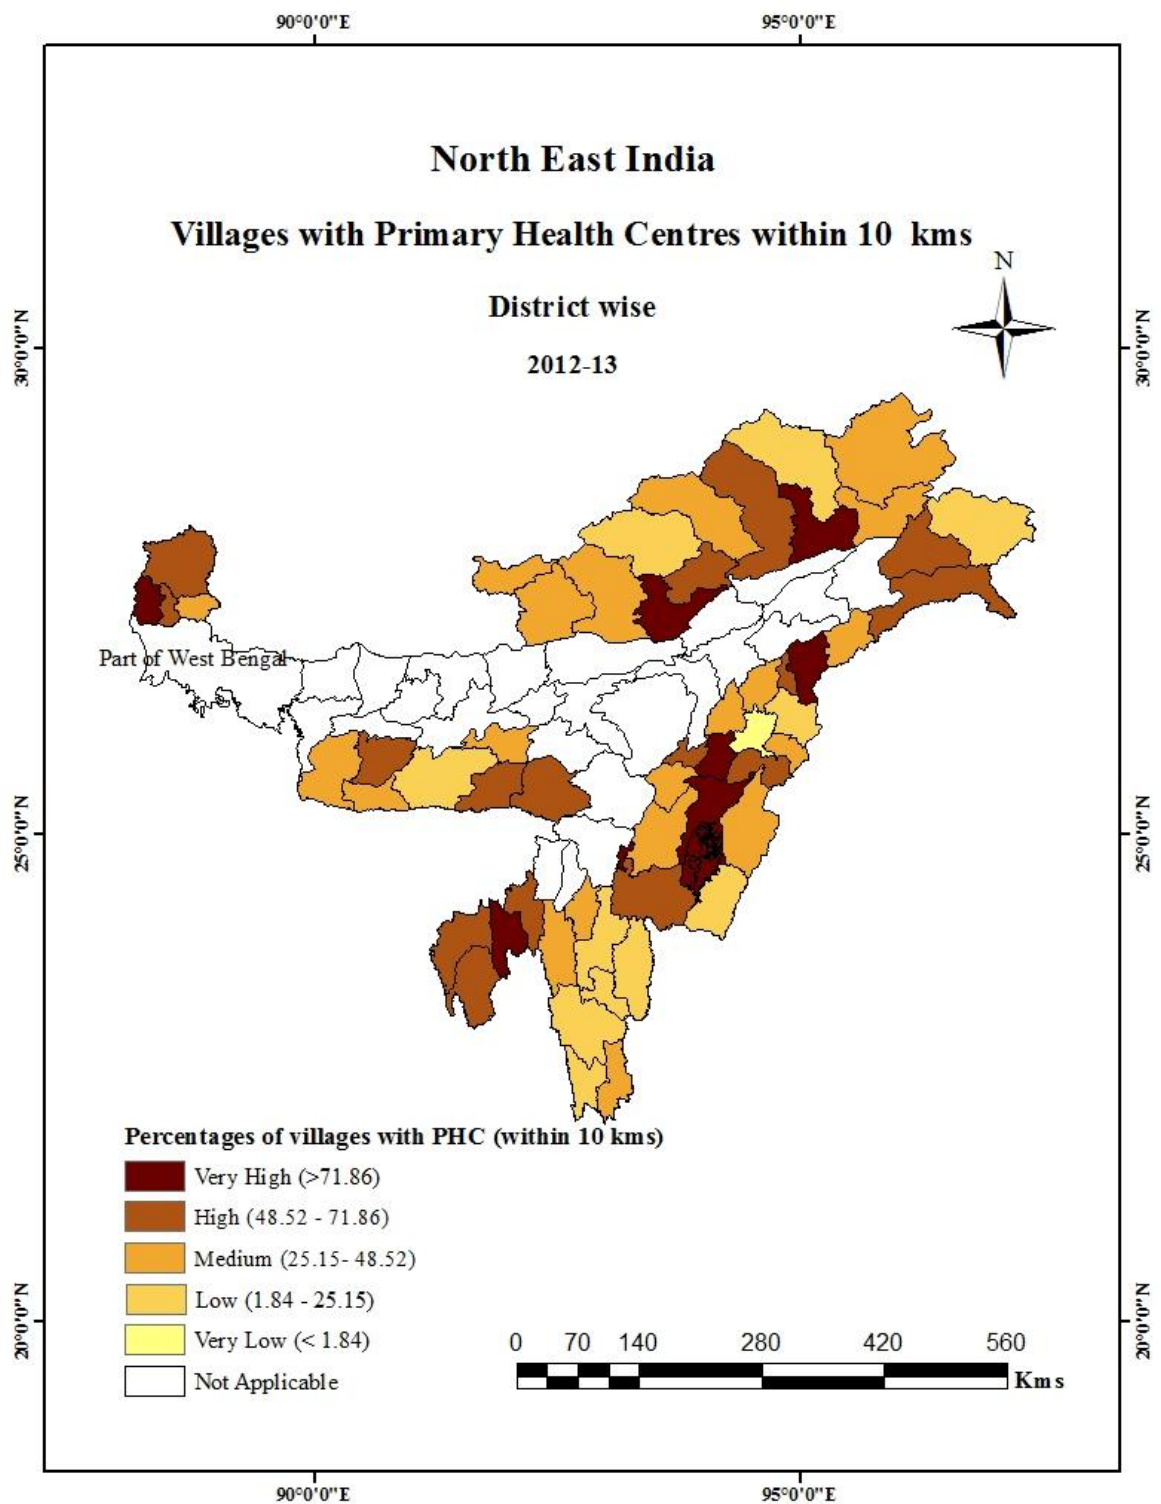 90°0'0"E 95°0'0"E
North East India
Villages with Primary Health Centres within 10 kms
N
District wise
2012-13
30°0'0"N 30°0'0"N
Part of West Bengal
25°0'0"N 25°0'0"N
Percentages of villages with PHC (within 10 kms)
Very High (>71.86)
High (48.52 - 71.86)
Medium (25.15- 48.52)
Low (1.84 - 25.15)
Very Low (< 1.84)
Not Applicable
20°0'0"N 20°0'0"N
0 70 140 280 420 560
Kms
90°0'0"E 95°0'0"E